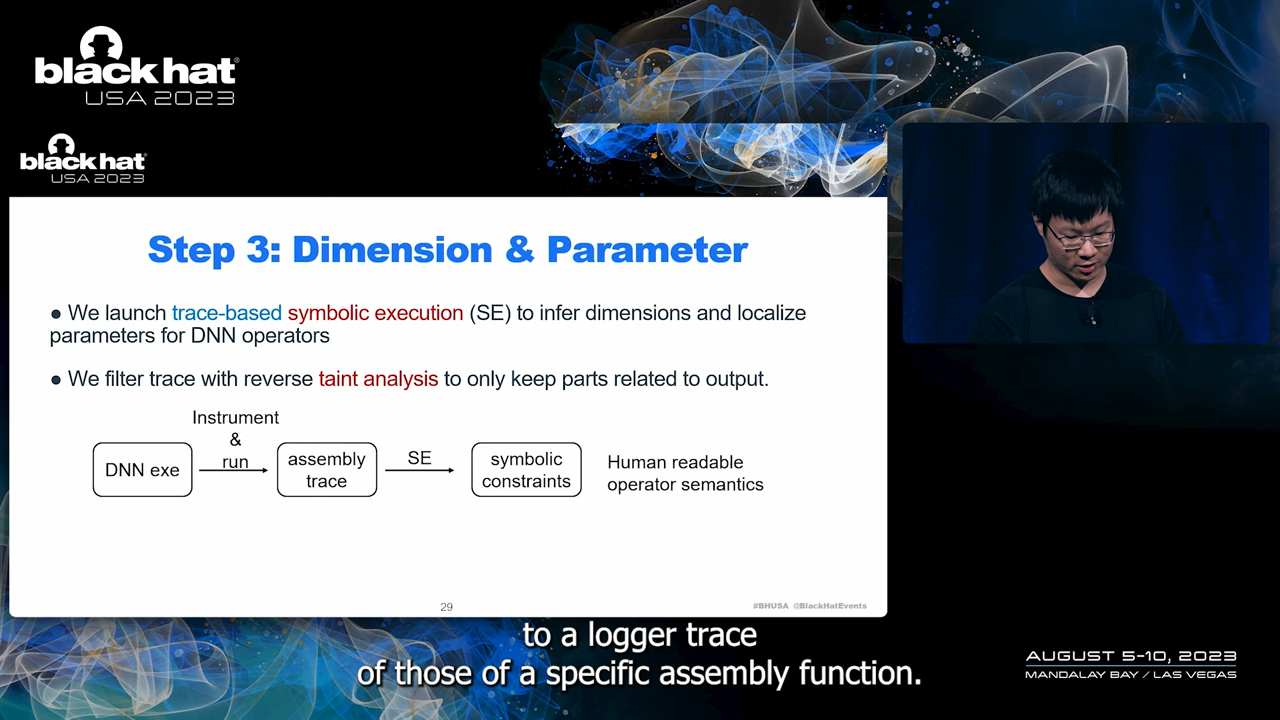 black hat
USA 2023
black hat
USA 2023
Step 3: Dimension & Parameter
● We launch trace-based symbolic execution (SE) to infer dimensions and localize
parameters for DNN operators
● We filter trace with reverse taint analysis to only keep parts related to output.
Instrument
&
run
DNN exe
assembly
trace
SE
symbolic
constraints
Human readable
operator semantics
29
#BHUSA @BlackHatEvents
to a logger trace
of those of a specific assembly function.
AUGUST 5-10, 2023
MANDALAY BAY / LAS VEGAS